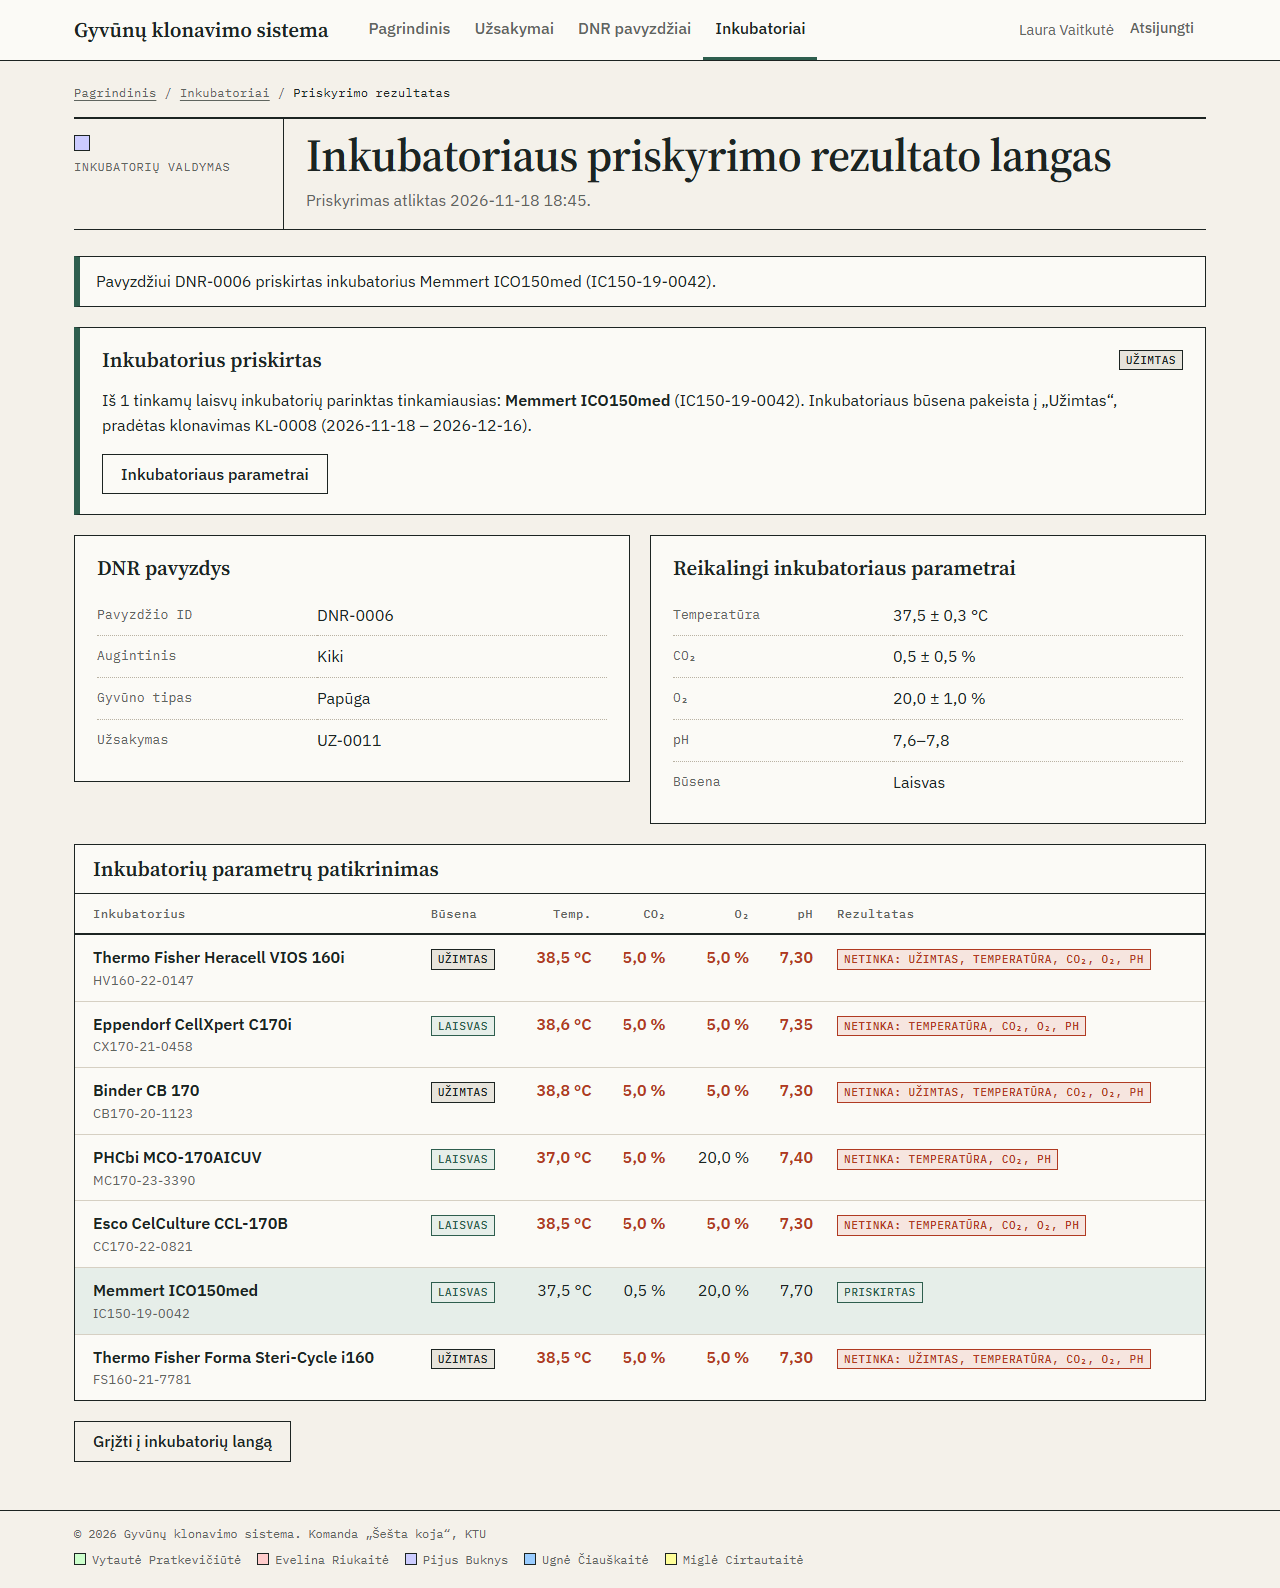 Gyvūnų klonavimo sistema
Pagrindinis
Užsakymai
DNR pavyzdžiai
Inkubatoriai
Laura Vaitkutė
Atsijungti
Pagrindinis / Inkubatoriai / Priskyrimo rezultatas
INKUBATORIŲ VALDYMAS
Inkubatoriaus priskyrimo rezultato langas
Priskyrimas atliktas 2026-11-18 18:45.
Pavyzdžiui DNR-0006 priskirtas inkubatorius Memmert ICO150med (IC150-19-0042).
Inkubatorius priskirtas
UŽIMTAS
Iš 1 tinkamų laisvų inkubatorių parinktas tinkamiausias: Memmert ICO150med (IC150-19-0042). Inkubatoriaus būsena pakeista į „Užimtas“,
pradėtas klonavimas KL-0008 (2026-11-18 – 2026-12-16).
Inkubatoriaus parametrai
DNR pavyzdys
Pavyzdžio ID DNR-0006
Augintinis Kiki
Gyvūno tipas Papūga
Užsakymas UZ-0011
Reikalingi inkubatoriaus parametrai
Temperatūra 37,5 ± 0,3 °C
CO₂ 0,5 ± 0,5 %
O₂ 20,0 ± 1,0 %
pH 7,6–7,8
Būsena Laisvas
Inkubatorių parametrų patikrinimas
Inkubatorius Būsena Temp. CO₂ O₂ pH Rezultatas
Thermo Fisher Heracell VIOS 160i UŽIMTAS 38,5 °C 5,0 % 5,0 % 7,30 NETINKA: UŽIMTAS, TEMPERATŪRA, CO₂, O₂, PH
HV160-22-0147
Eppendorf CellXpert C170i LAISVAS 38,6 °C 5,0 % 5,0 % 7,35 NETINKA: TEMPERATŪRA, CO₂, O₂, PH
CX170-21-0458
Binder CB 170 UŽIMTAS 38,8 °C 5,0 % 5,0 % 7,30 NETINKA: UŽIMTAS, TEMPERATŪRA, CO₂, O₂, PH
CB170-20-1123
PHCbi MCO-170AICUV LAISVAS 37,0 °C 5,0 % 20,0 % 7,40 NETINKA: TEMPERATŪRA, CO₂, PH
MC170-23-3390
Esco CelCulture CCL-170B LAISVAS 38,5 °C 5,0 % 5,0 % 7,30 NETINKA: TEMPERATŪRA, CO₂, O₂, PH
CC170-22-0821
Memmert ICO150med LAISVAS 37,5 °C 0,5 % 20,0 % 7,70 PRISKIRTAS
IC150-19-0042
Thermo Fisher Forma Steri-Cycle i160 UŽIMTAS 38,5 °C 5,0 % 5,0 % 7,30 NETINKA: UŽIMTAS, TEMPERATŪRA, CO₂, O₂, PH
FS160-21-7781
Grįžti į inkubatorių langą
© 2026 Gyvūnų klonavimo sistema. Komanda „Šešta koja“, KTU
Vytautė Pratkevičiūtė Evelina Riukaitė Pijus Buknys Ugnė Čiauškaitė Miglė Cirtautaitė